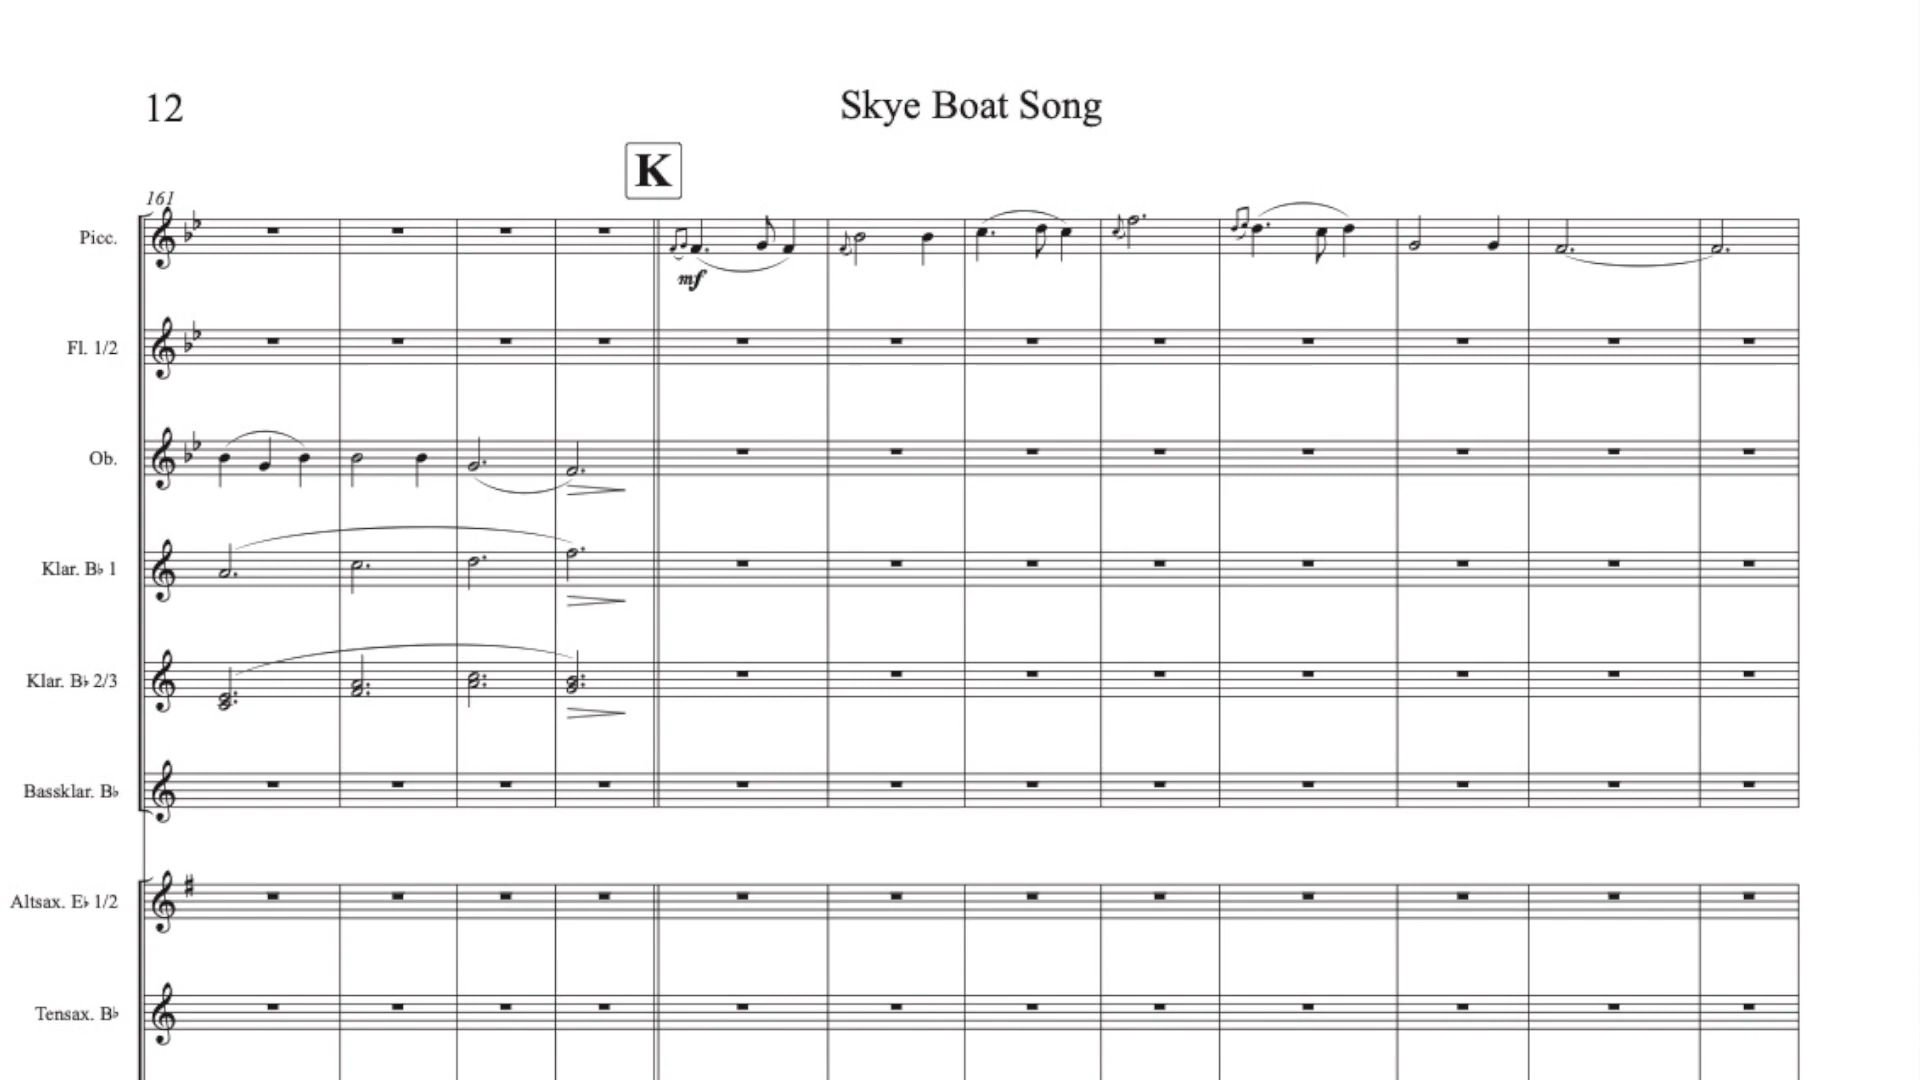 12
Skye Boat Song
K
161
Picc.
mf
Fl. 1/2
Ob.
Klar. B♭ 1
Klar. B♭ 2/3
Bassklar. B♭
Altsax. E♭ 1/2
Tensax. B♭